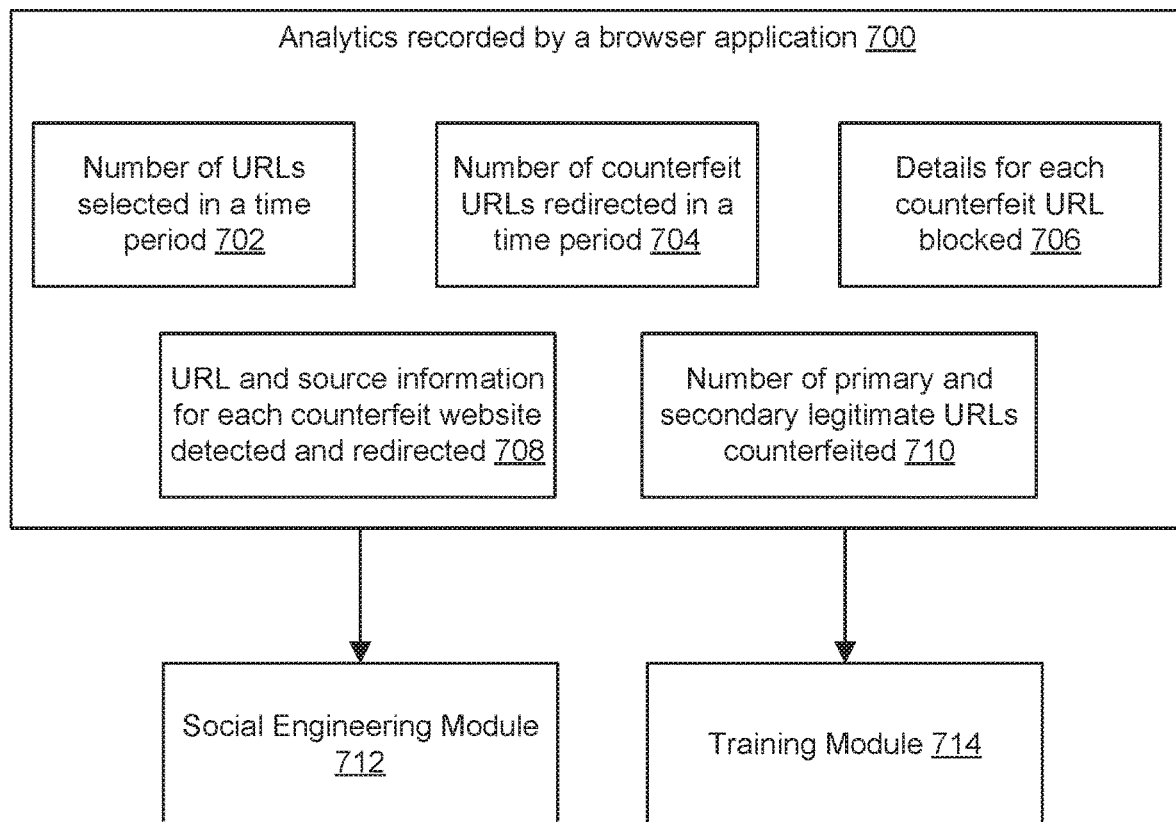 Analytics recorded by a browser application 700
Number of URLs
selected in a time
period 702
Number of counterfeit
URLs redirected in a
time period 704
Details for each
counterfeit URL
blocked 706
URL and source information
for each counterfeit website
detected and redirected 708
Number of primary and
secondary legitimate URLs
counterfeited 710
Social Engineering Module
712
Training Module 714